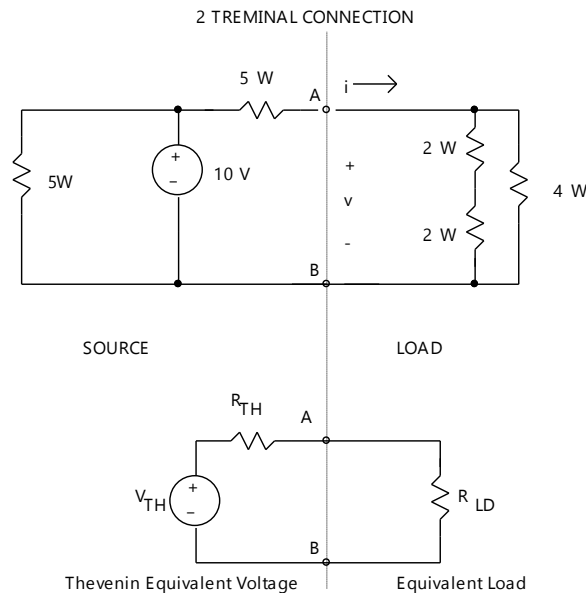 2 TREMINAL CONNECTION
5 W
A
i
+
-
10 V
5W
+
v
-
2 W
2 W
4 W
B
SOURCE
LOAD
R TH
A
+
-
V TH
R LD
B
Thevenin Equivalent Voltage
Equivalent Load